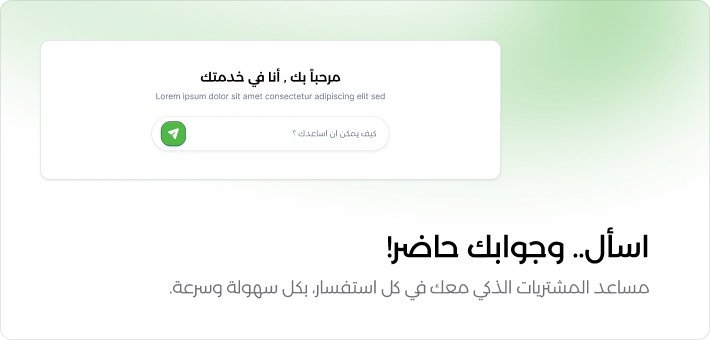 مرحباً بك , أنا في خدمتك
Lorem ipsum dolor sit amet consectetur adipiscing elit sed
كيف يمكن ان اساعدك ؟
اسأل.. وجوابك حاضر!
مساعد المشتريات الذكي معك في كل استفسار، بكل سهولة وسرعة.